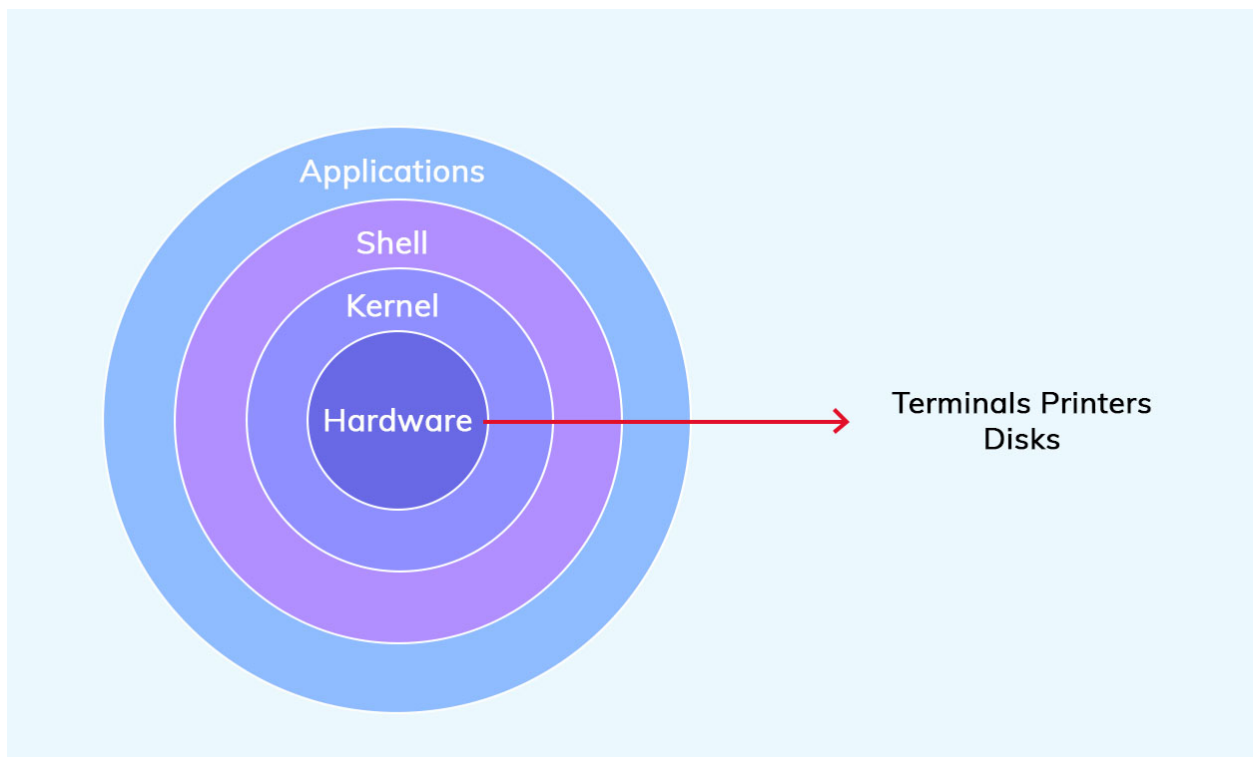 Applications
Shell
Kernel
Hardware
Terminals Printers
Disks